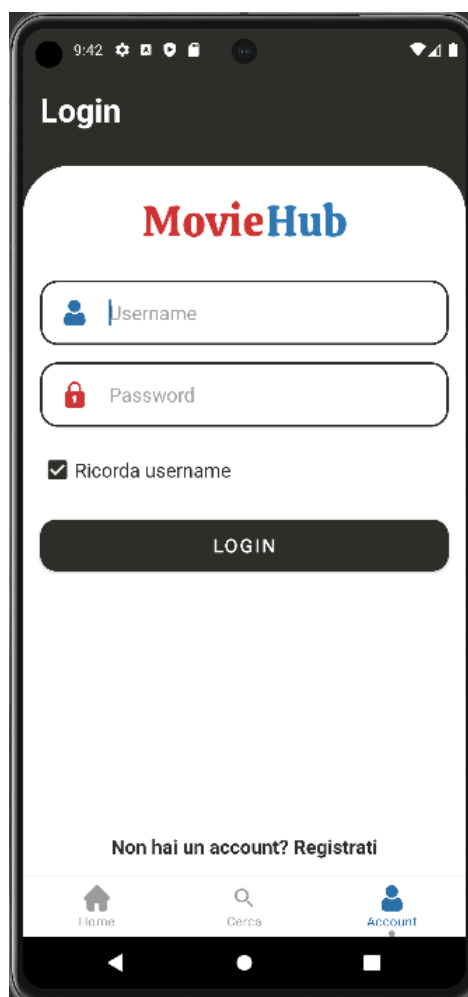 9:42
Login
MovieHub
Username
Password
Ricorda username
LOGIN
Non hai un account? Registrati
Home Cerca Account